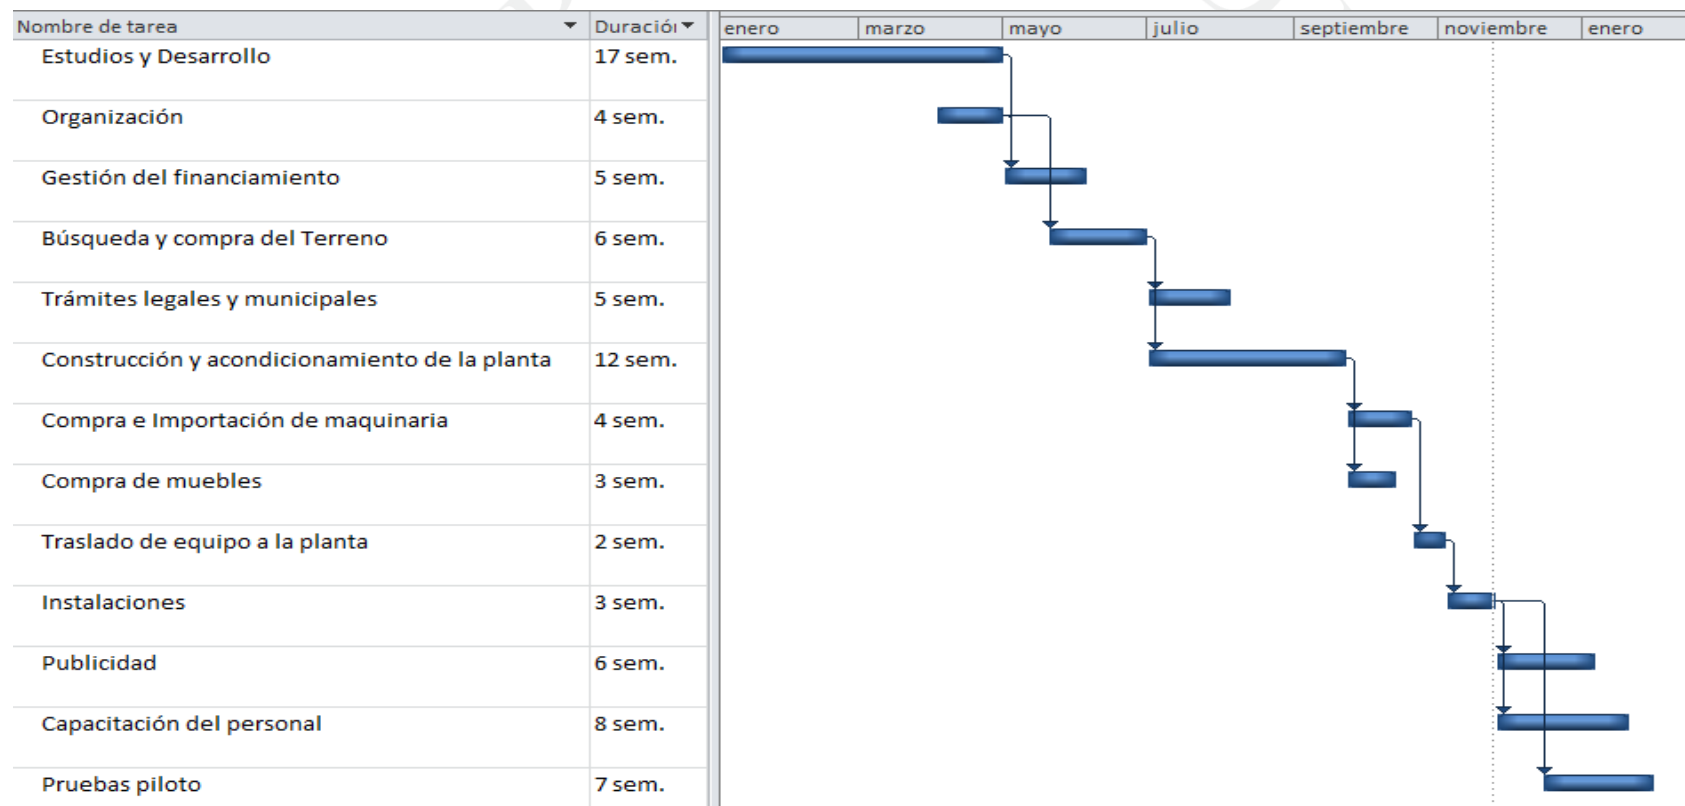 Nombre de tarea Duración enero marzo mayo julio septiembre noviembre enero
Estudios y Desarrollo 17 sem.
Organización 4 sem.
Gestión del financiamiento 5 sem.
Búsqueda y compra del Terreno 6 sem.
Trámites legales y municipales 5 sem.
Construcción y acondicionamiento de la planta 12 sem.
Compra e Importación de maquinaria 4 sem.
Compra de muebles 3 sem.
Traslado de equipo a la planta 2 sem.
Instalaciones 3 sem.
Publicidad 6 sem.
Capacitación del personal 8 sem.
Pruebas piloto 7 sem.